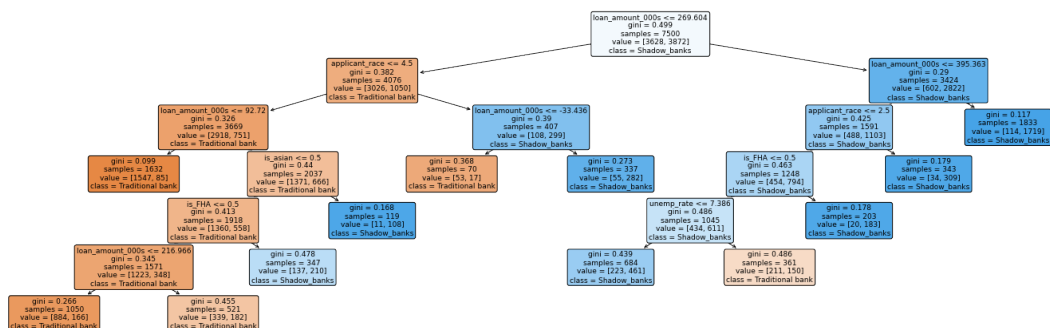 loan_amount_000s <= 269.604
gini = 0.499
samples = 7500
value = [3628, 3872]
class = Shadow_banks
applicant_race <= 4.5
gini = 0.382
samples = 4076
value = [3026, 1050]
class = Traditional bank
loan_amount_000s <= 395.363
gini = 0.29
samples = 3424
value = [602, 2822]
class = Shadow_banks
loan_amount_000s <= 92.72
gini = 0.326
samples = 3669
value = [2918, 751]
class = Traditional bank
loan_amount_000s <= -33.436
gini = 0.39
samples = 407
value = [108, 299]
class = Shadow_banks
applicant_race <= 2.5
gini = 0.425
samples = 1591
value = [488, 1103]
class = Shadow_banks
gini = 0.117
samples = 1833
value = [114, 1719]
class = Shadow_banks
gini = 0.099
samples = 1632
value = [1547, 85]
class = Traditional bank
is_asian <= 0.5
gini = 0.44
samples = 2037
value = [1371, 666]
class = Traditional bank
gini = 0.368
samples = 70
value = [53, 17]
class = Traditional bank
gini = 0.273
samples = 337
value = [55, 282]
class = Shadow_banks
is_FHA <= 0.5
gini = 0.463
samples = 1248
value = [454, 794]
class = Shadow_banks
gini = 0.179
samples = 343
value = [34, 309]
class = Shadow_banks
is_FHA <= 0.5
gini = 0.413
samples = 1918
value = [1360, 558]
class = Traditional bank
gini = 0.168
samples = 119
value = [11, 108]
class = Shadow_banks
unemp_rate <= 7.386
gini = 0.486
samples = 1045
value = [434, 611]
class = Shadow_banks
gini = 0.178
samples = 203
value = [20, 183]
class = Shadow_banks
loan_amount_000s <= 216.966
gini = 0.345
samples = 1571
value = [1223, 348]
class = Traditional bank
gini = 0.478
samples = 347
value = [137, 210]
class = Shadow_banks
gini = 0.439
samples = 684
value = [223, 461]
class = Shadow_banks
gini = 0.486
samples = 361
value = [211, 150]
class = Traditional bank
gini = 0.266
samples = 1050
value = [884, 166]
class = Traditional bank
gini = 0.455
samples = 521
value = [339, 182]
class = Traditional bank